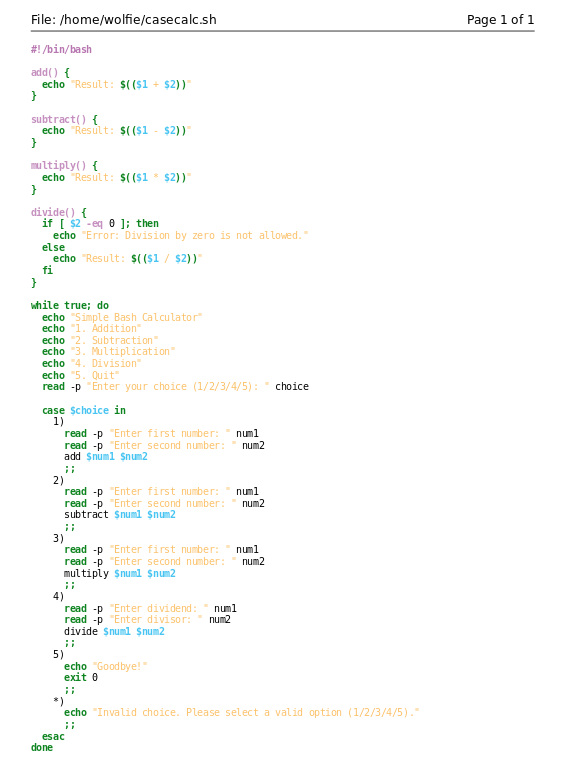 File: /home/wolfie/casecalc.sh Page 1 of 1
#!/bin/bash

add() {
  echo "Result: $(($1 + $2))"
}

subtract() {
  echo "Result: $(($1 - $2))"
}

multiply() {
  echo "Result: $(($1 * $2))"
}

divide() {
  if [ $2 -eq 0 ]; then
    echo "Error: Division by zero is not allowed."
  else
    echo "Result: $(($1 / $2))"
  fi
}

while true; do
  echo "Simple Bash Calculator"
  echo "1. Addition"
  echo "2. Subtraction"
  echo "3. Multiplication"
  echo "4. Division"
  echo "5. Quit"
  read -p "Enter your choice (1/2/3/4/5): " choice

  case $choice in
    1)
      read -p "Enter first number: " num1
      read -p "Enter second number: " num2
      add $num1 $num2
      ;;
    2)
      read -p "Enter first number: " num1
      read -p "Enter second number: " num2
      subtract $num1 $num2
      ;;
    3)
      read -p "Enter first number: " num1
      read -p "Enter second number: " num2
      multiply $num1 $num2
      ;;
    4)
      read -p "Enter dividend: " num1
      read -p "Enter divisor: " num2
      divide $num1 $num2
      ;;
    5)
      echo "Goodbye!"
      exit 0
      ;;
    *)
      echo "Invalid choice. Please select a valid option (1/2/3/4/5)."
      ;;
  esac
done